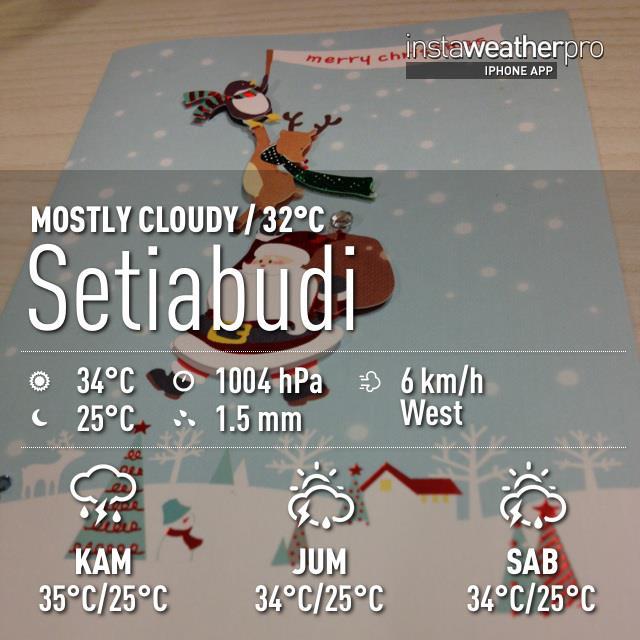 merry
instaweatherpro
IPHONE APP
MOSTLY CLOUDY / 32°C
Setiabudi
34°C
1004 hPa
6 km/h
25°C
1.5 mm
West
KAM
JUM
SAB
35°C/25°C
34°C/25°C
34°C/25°C